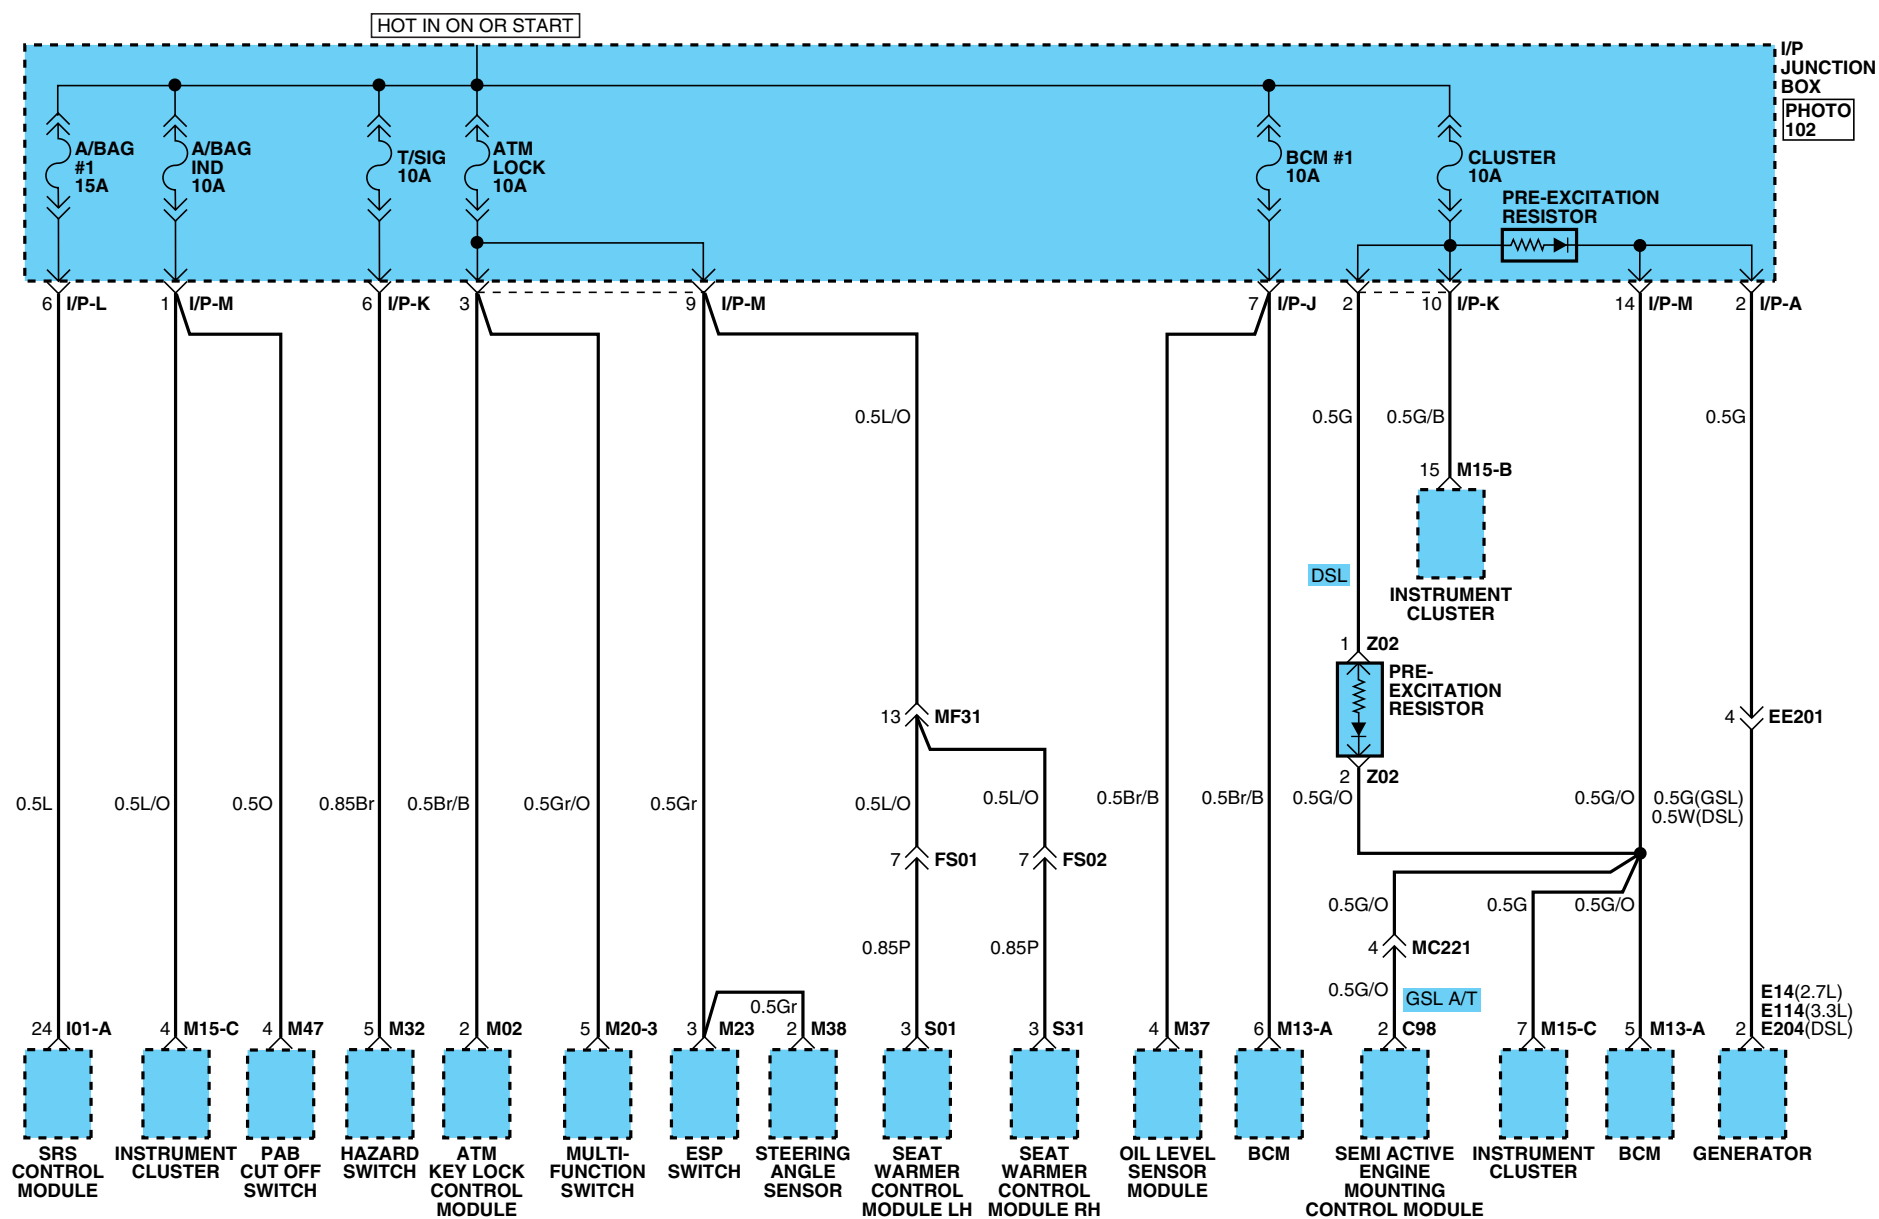 HOT IN ON OR START
I/P
JUNCTION
BOX
PHOTO
102
A/BAG
#1
15A
A/BAG
IND
10A
T/SIG
10A
ATM
LOCK
10A
BCM #1
10A
CLUSTER
10A
PRE-EXCITATION
RESISTOR
6 I/P-L
1 I/P-M
6 I/P-K
3
9 I/P-M
7 I/P-J
2
10 I/P-K
14 I/P-M
2 I/P-A
0.5L/O
0.5G
0.5G/B
0.5G
15 M15-B
INSTRUMENT
CLUSTER
DSL
1 Z02
PRE-
EXCITATION
RESISTOR
2 Z02
13 MF31
4 EE201
0.5L
0.5L/O
0.5O
0.85Br
0.5Br/B
0.5Gr/O
0.5Gr
0.5L/O
0.5L/O
0.5Br/B
0.5Br/B
0.5G/O
0.5G/O
0.5G(GSL)
0.5W(DSL)
7 FS01
7 FS02
0.5G/O
0.5G
0.5G/O
0.85P
0.85P
4 MC221
0.5G/O
GSL A/T
0.5Gr
E14(2.7L)
E114(3.3L)
24 I01-A
4 M15-C
4 M47
5 M32
2 M02
5 M20-3
3 M23
2 M38
3 S01
3 S31
4 M37
6 M13-A
2 C98
7 M15-C
5 M13-A
2 E204(DSL)
SRS
CONTROL
MODULE
INSTRUMENT
CLUSTER
PAB
CUT OFF
SWITCH
HAZARD
SWITCH
ATM
KEY LOCK
CONTROL
MODULE
MULTI-
FUNCTION
SWITCH
ESP
SWITCH
STEERING
ANGLE
SENSOR
SEAT
WARMER
CONTROL
MODULE LH
SEAT
WARMER
CONTROL
MODULE RH
OIL LEVEL
SENSOR
MODULE
BCM
SEMI ACTIVE
ENGINE
MOUNTING
CONTROL MODULE
INSTRUMENT
CLUSTER
BCM
GENERATOR